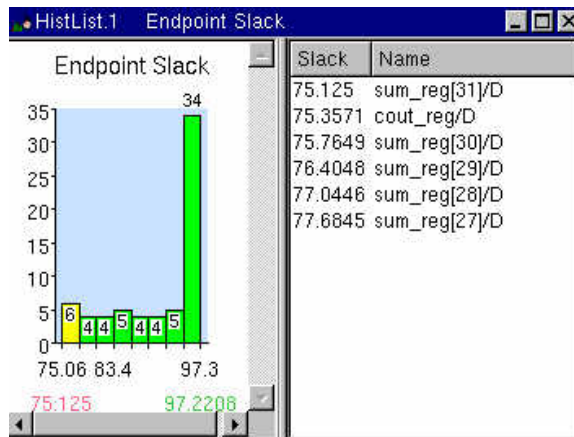 HistList.1 Endpoint Slack
Endpoint Slack
34
35
30
25
20
15
10
5
0
6 4 4 5 4 4 5
75.06 83.4 97.3
75.125 97.2208
Slack Name
75.125 sum_reg[31]/D
75.3571 cout_reg/D
75.7649 sum_reg[30]/D
76.4048 sum_reg[29]/D
77.0446 sum_reg[28]/D
77.6845 sum_reg[27]/D